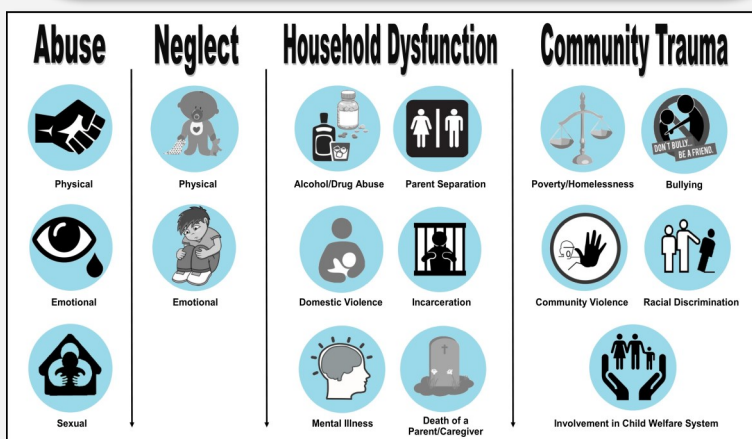 Abuse
Neglect
Household Dysfunction
Community Trauma
Physical
Physical
Alcohol/Drug Abuse
Parent Separation
Poverty/Homelessness
DON'T BULLY...
BE A FRIEND.
Bullying
Emotional
Emotional
Domestic Violence
Incarceration
Community Violence
Racial Discrimination
Sexual
Mental Illness
Death of a
Parent/Caregiver
Involvement in Child Welfare System